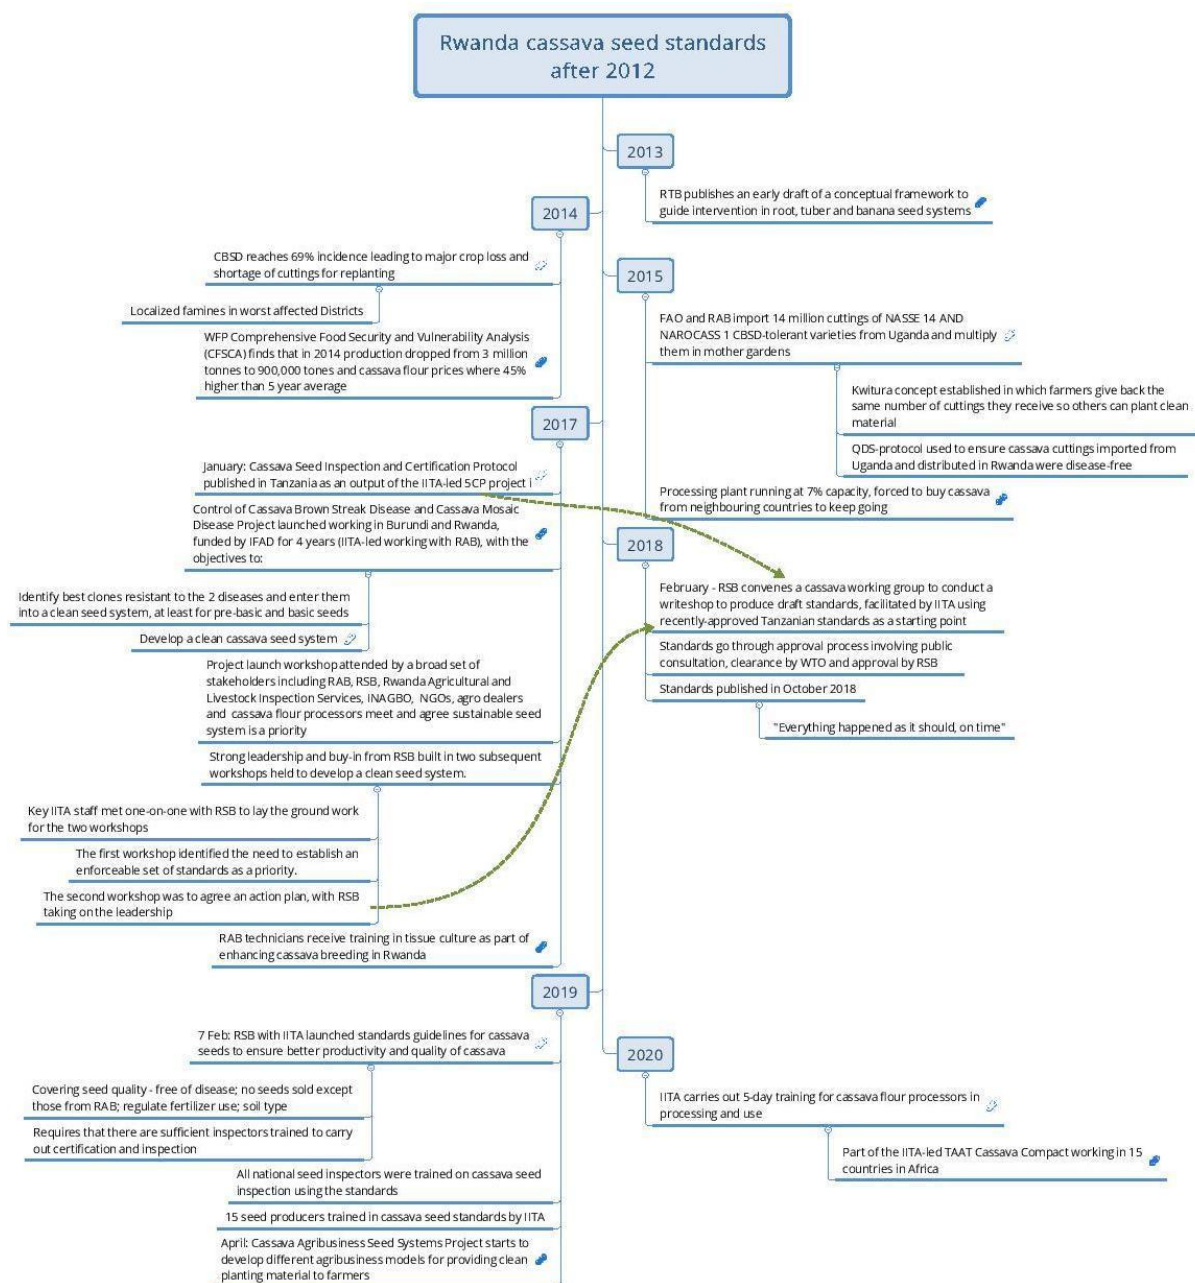 Rwanda cassava seed standards
after 2012
2013
RTB publishes an early draft of a conceptual framework to
guide intervention in root, tuber and banana seed systems
2014
CBSD reaches 69% incidence leading to major crop loss and
shortage of cuttings for replanting
Localized famines in worst affected Districts
WFP Comprehensive Food Security and Vulnerability Analysis
(CFSCA) finds that in 2014 production dropped from 3 million
tonnes to 900,000 tones and cassava flour prices where 45%
higher than 5 year average
2015
FAO and RAB import 14 million cuttings of NASSE 14 AND
NAROCASS 1 CBSD-tolerant varieties from Uganda and multiply
them in mother gardens
Kwitura concept established in which farmers give back the
same number of cuttings they receive so others can plant clean
material
QDS-protocol used to ensure cassava cuttings imported from
Uganda and distributed in Rwanda were disease-free
Processing plant running at 7% capacity, forced to buy cassava
from neighbouring countries to keep going
2017
January: Cassava Seed Inspection and Certification Protocol
published in Tanzania as an output of the IITA-led 5CP project i
Control of Cassava Brown Streak Disease and Cassava Mosaic
Disease Project launched working in Burundi and Rwanda,
funded by IFAD for 4 years (IITA-led working with RAB), with the
objectives to:
Identify best clones resistant to the 2 diseases and enter them
into a clean seed system, at least for pre-basic and basic seeds
Develop a clean cassava seed system
Project launch workshop attended by a broad set of
stakeholders including RAB, RSB, Rwanda Agricultural and
Livestock Inspection Services, INAGBO, NGOs, agro dealers
and cassava flour processors meet and agree sustainable seed
system is a priority
Strong leadership and buy-in from RSB built in two subsequent
workshops held to develop a clean seed system.
Key IITA staff met one-on-one with RSB to lay the ground work
for the two workshops
The first workshop identified the need to establish an
enforceable set of standards as a priority.
The second workshop was to agree an action plan, with RSB
taking on the leadership
RAB technicians receive training in tissue culture as part of
enhancing cassava breeding in Rwanda
2018
February - RSB convenes a cassava working group to conduct a
writeshop to produce draft standards, facilitated by IITA using
recently-approved Tanzanian standards as a starting point
Standards go through approval process involving public
consultation, clearance by WTO and approval by RSB
Standards published in October 2018
"Everything happened as it should, on time"
2019
7 Feb: RSB with IITA launched standards guidelines for cassava
seeds to ensure better productivity and quality of cassava
Covering seed quality - free of disease; no seeds sold except
those from RAB; regulate fertilizer use; soil type
Requires that there are sufficient inspectors trained to carry
out certification and inspection
All national seed inspectors were trained on cassava seed
inspection using the standards
15 seed producers trained in cassava seed standards by IITA
April: Cassava Agribusiness Seed Systems Project starts to
develop different agribusiness models for providing clean
planting material to farmers
2020
IITA carries out 5-day training for cassava flour processors in
processing and use
Part of the IITA-led TAAT Cassava Compact working in 15
countries in Africa